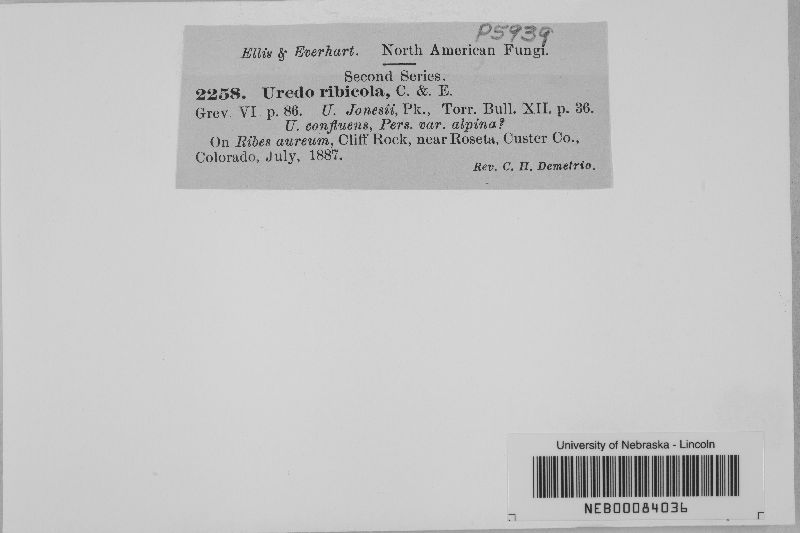 P5939
Ellis & Everhart. North American Fungi.
Second Series.
2258. Uredo ribicola, C. & E.
Grev. VI. p. 86. U. Jonesii, Pk., Torr. Bull. XII. p. 36.
U. confluens, Pers. var. alpina?
On Ribes aureum, Cliff Rock, near Roseta, Custer Co.,
Colorado, July, 1887.
Rev. C. H. Demetrio.
University of Nebraska - Lincoln
NEB00084036